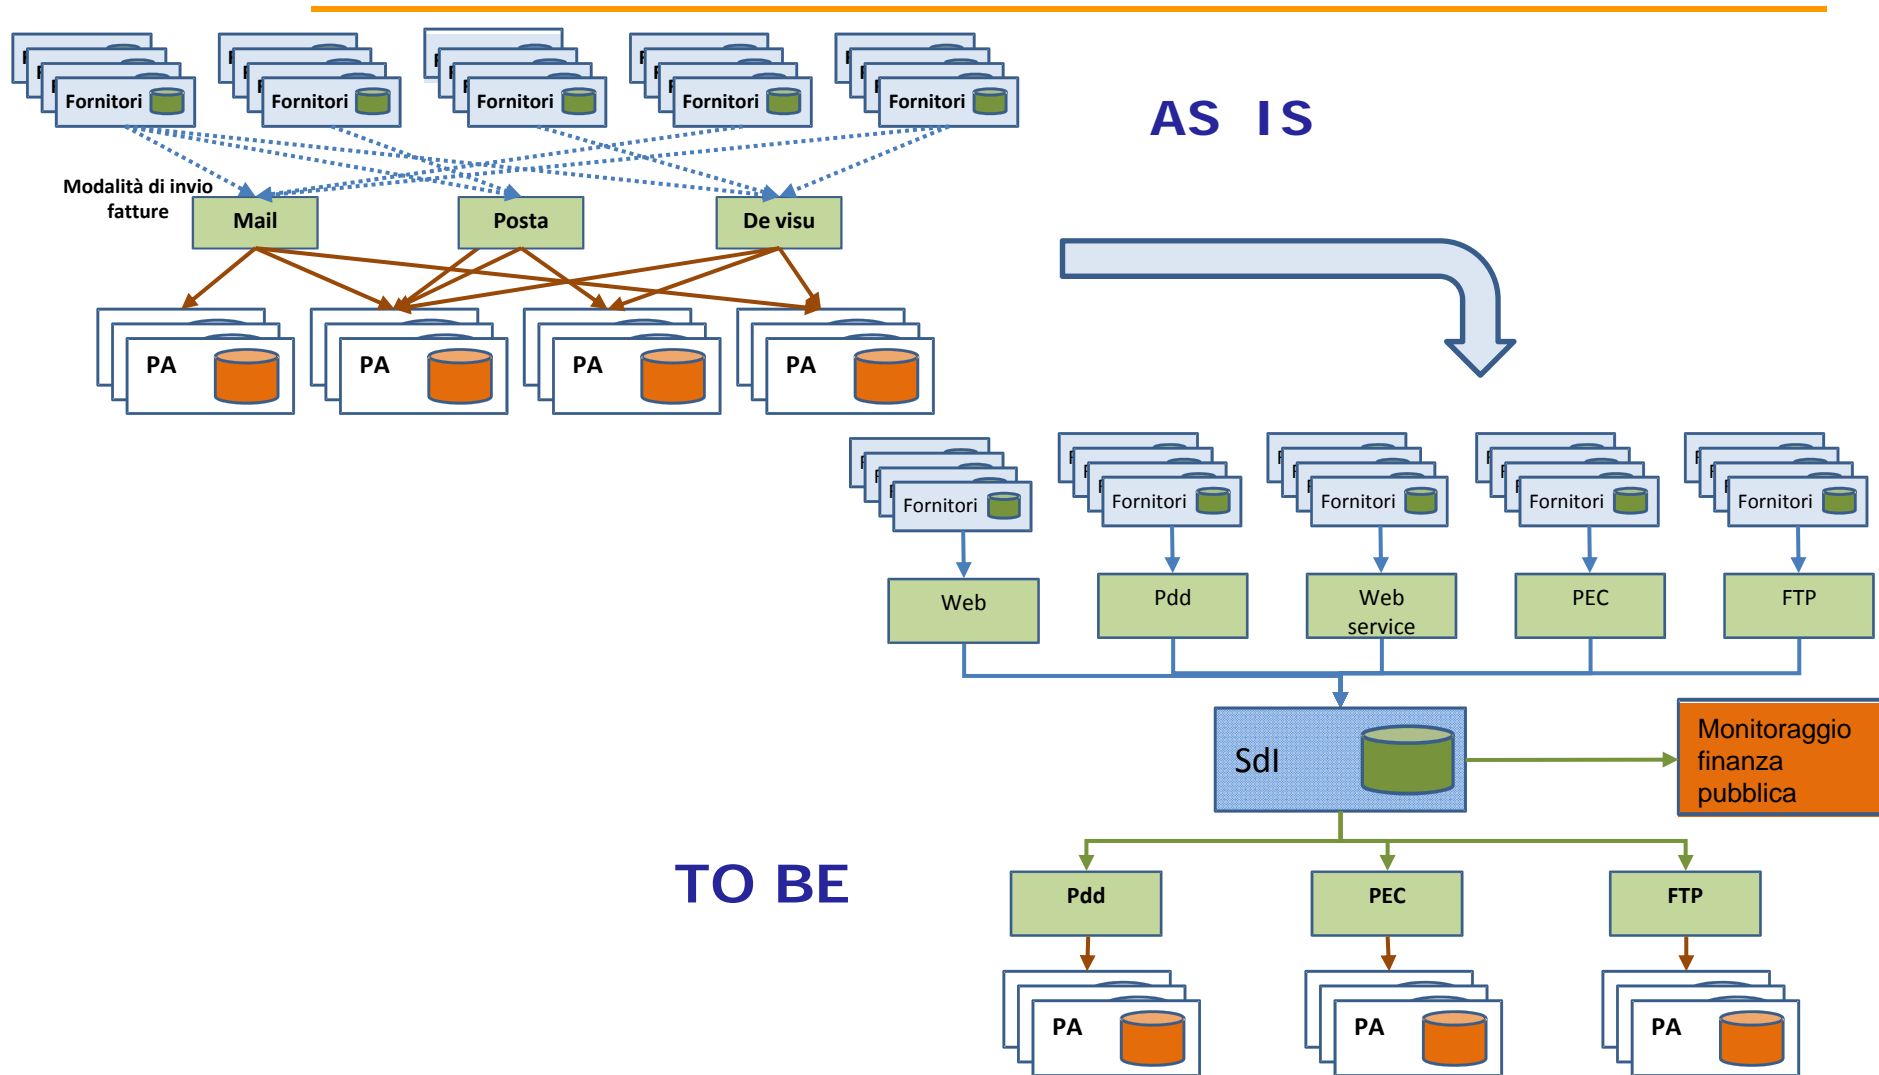 Fornitori
Fornitori
Fornitori
Fornitori
Fornitori
AS IS
Modalità di invio
fatture
Mail
Posta
De visu
PA
PA
PA
PA
Fornitori
Fornitori
Fornitori
Fornitori
Fornitori
Web
Pdd
Web
service
PEC
FTP
SdI
Monitoraggio
finanza
pubblica
TO BE
Pdd
PEC
FTP
PA
PA
PA